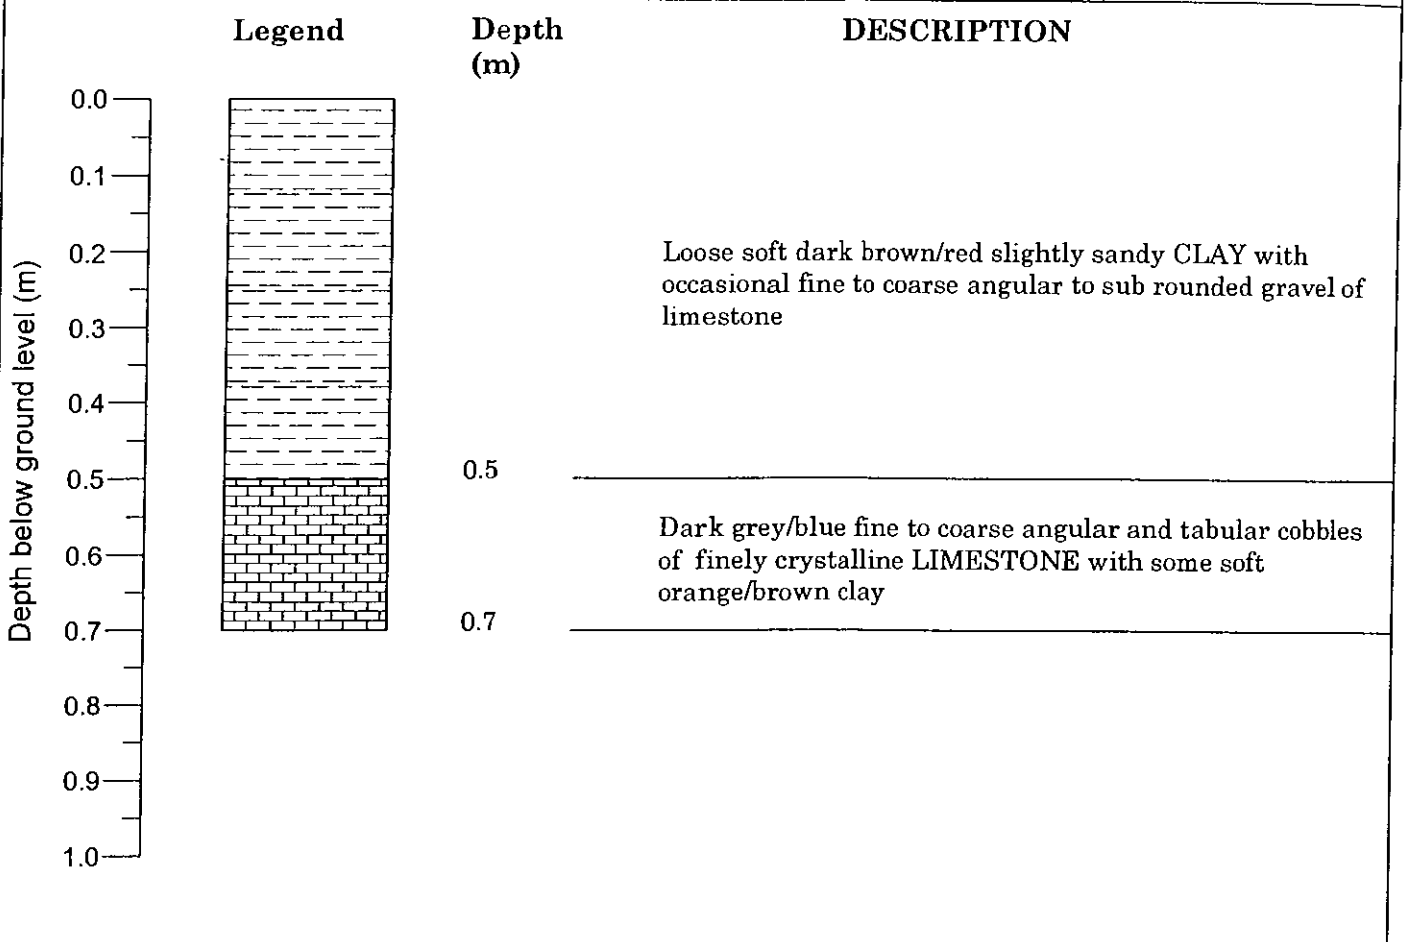 Legend Depth DESCRIPTION
(m)
Depth below ground level (m)
0.0
0.1
0.2
0.3
0.4
0.5
0.6
0.7
0.8
0.9
1.0
Loose soft dark brown/red slightly sandy CLAY with
occasional fine to coarse angular to sub rounded gravel of
limestone
0.5
Dark grey/blue fine to coarse angular and tabular cobbles
of finely crystalline LIMESTONE with some soft
orange/brown clay
0.7